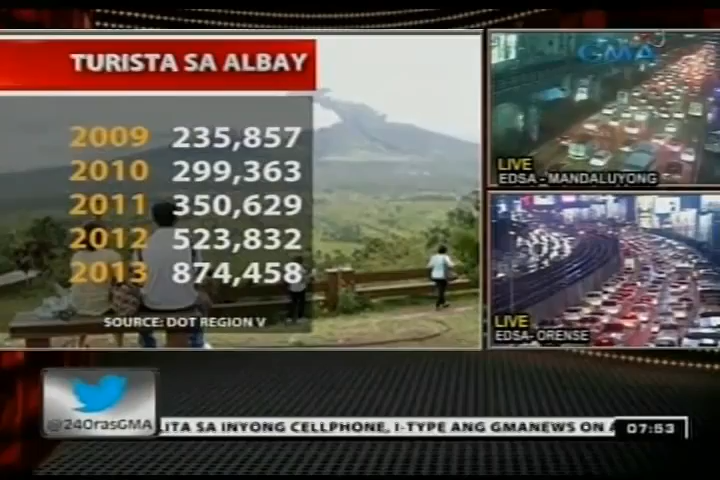 TURISTA SA ALBAY
2009 235,857
2010 299,363
2011 350,629
2012 523,832
2013 874,458
SOURCE: DOT REGION V
GMA
LIVE
EDSA - MANDALUYONG
LIVE
EDSA- ORENSE
@24OrasGMA
LITA SA INYONG CELLPHONE, I-TYPE ANG GMANEWS ON A
07:53